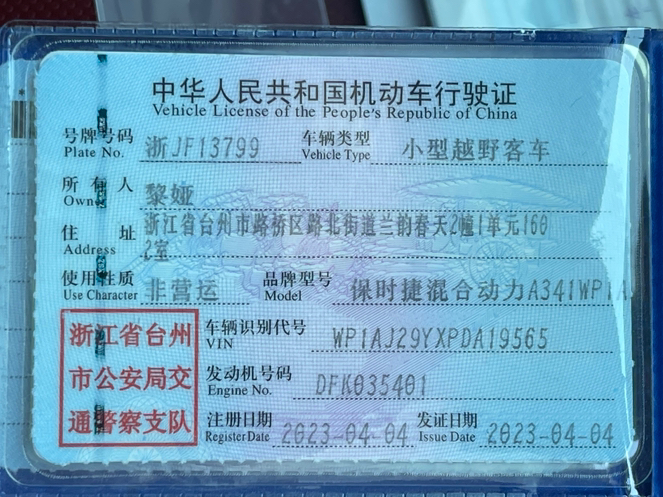 中华人民共和国机动车行驶证
Vehicle License of the People's Republic of China
号牌号码 浙JF13799 车辆类型 小型越野客车
Plate No. Vehicle Type
所有人 黎娅
Owner
住址 浙江省台州市路桥区路北街道兰韵春天2幢1单元160
Address 2室
使用性质 非营运 品牌型号 保时捷混合动力A341WP1A
Use Character Model
浙江省台州 车辆识别代号 WP1AJ29YXPDA19565
VIN
市公安局交 发动机号码 DFK035401
Engine No.
通警察支队 注册日期 2023-04-04 发证日期 2023-04-04
Register Date Issue Date